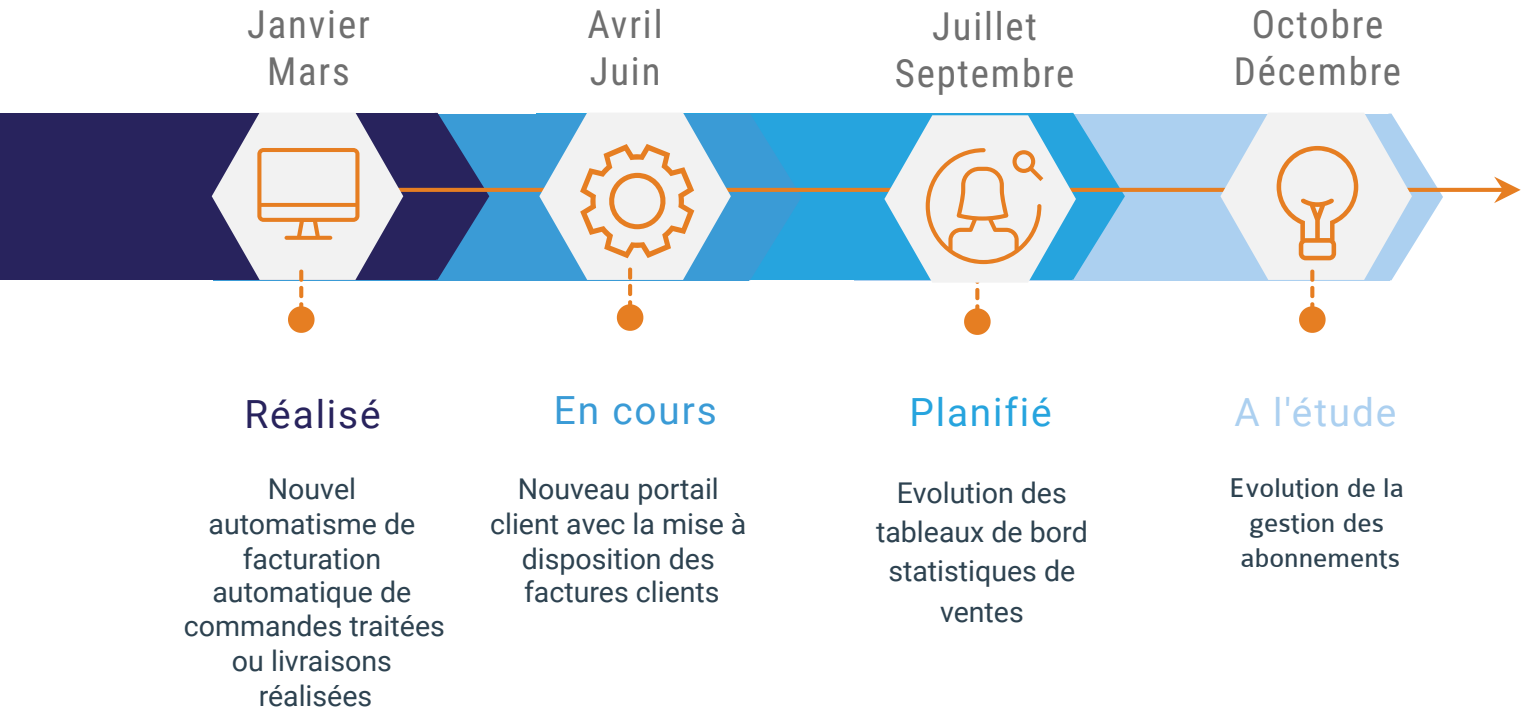 Janvier
Mars
Avril
Juin
Juillet
Septembre
Octobre
Décembre
Réalisé
Nouvel
automatisme de
facturation
automatique de
commandes traitées
ou livraisons
réalisées
En cours
Nouveau portail
client avec la mise à
disposition des
factures clients
Planifié
Evolution des
tableaux de bord
statistiques de
ventes
A l'étude
Evolution de la
gestion des
abonnements